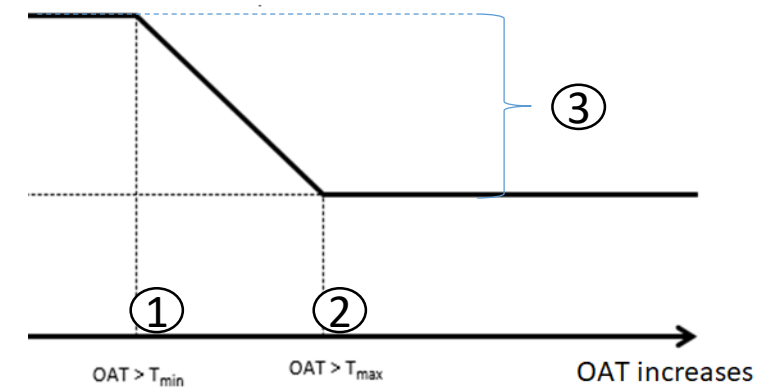 ③
①
②
OAT > Tmin
OAT > Tmax
OAT increases